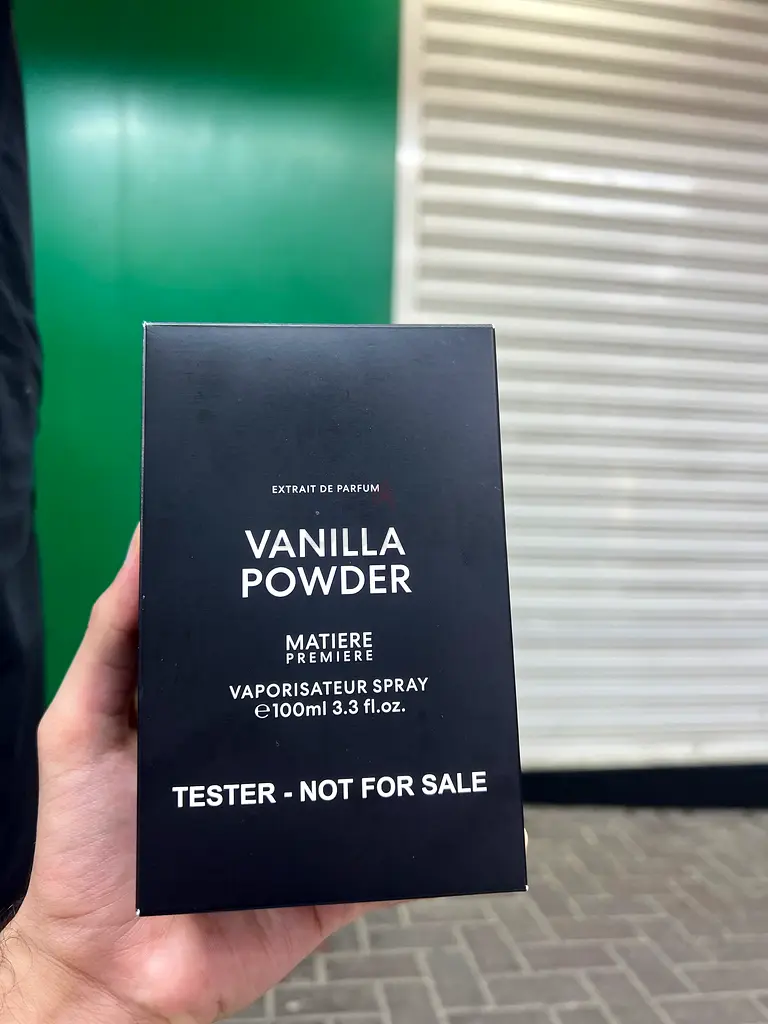 EXTRAIT DE PARFUM
VANILLA
POWDER
MATIERE
PREMIERE
VAPORISATEUR SPRAY
℮100ml 3.3 fl.oz.
TESTER - NOT FOR SALE